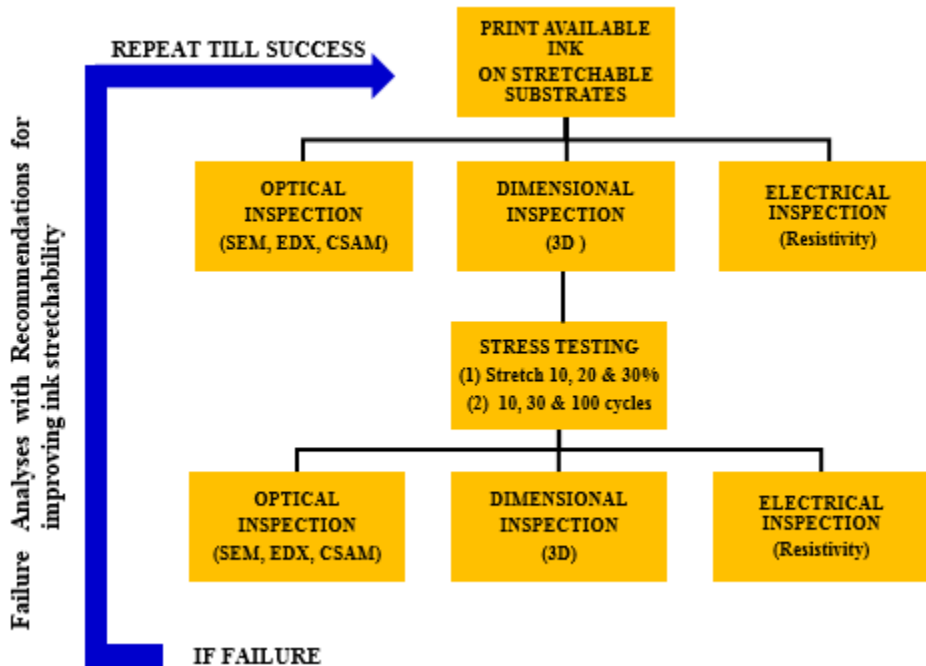 REPEAT TILL SUCCESS
PRINT AVAILABLE
INK
ON STRETCHABLE
SUBSTRATES
OPTICAL
INSPECTION
(SEM, EDX, CSAM)
DIMENSIONAL
INSPECTION
(3D )
ELECTRICAL
INSPECTION
(Resistivity)
STRESS TESTING
(1) Stretch 10, 20 & 30%
(2) 10, 30 & 100 cycles
OPTICAL
INSPECTION
(SEM, EDX, CSAM)
DIMENSIONAL
INSPECTION
(3D)
ELECTRICAL
INSPECTION
(Resistivity)
IF FAILURE
Failure Analyses with Recommendations for
improving ink stretchability